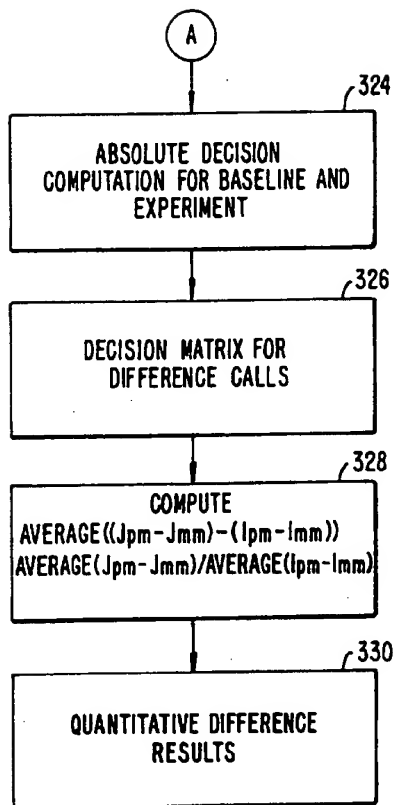 A
324
ABSOLUTE DECISION
COMPUTATION FOR BASELINE AND
EXPERIMENT
326
DECISION MATRIX FOR
DIFFERENCE CALLS
328
COMPUTE
AVERAGE((Jpm-Jmm)-(Ipm-Imm))
AVERAGE(Jpm-Jmm)/AVERAGE(Ipm-Imm)
330
QUANTITATIVE DIFFERENCE
RESULTS